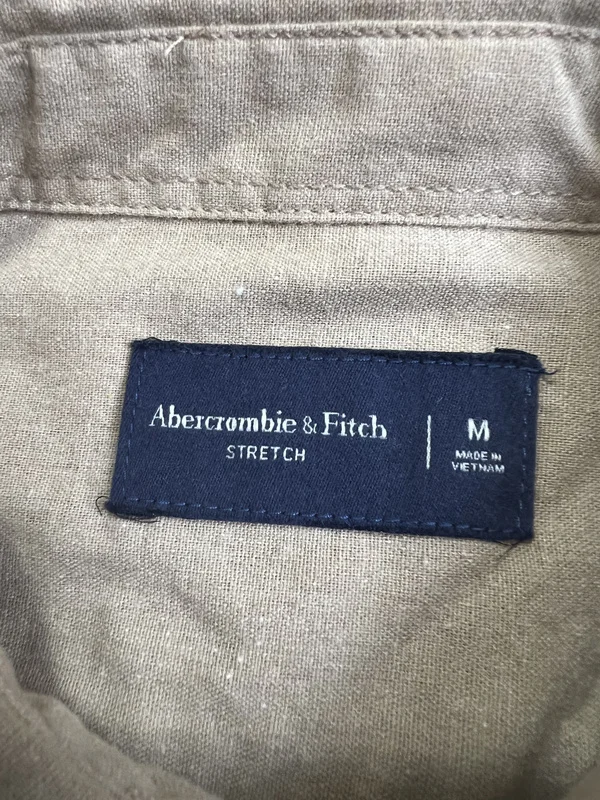 Abercrombie & Fitch
STRETCH
M
MADE IN
VIETNAM